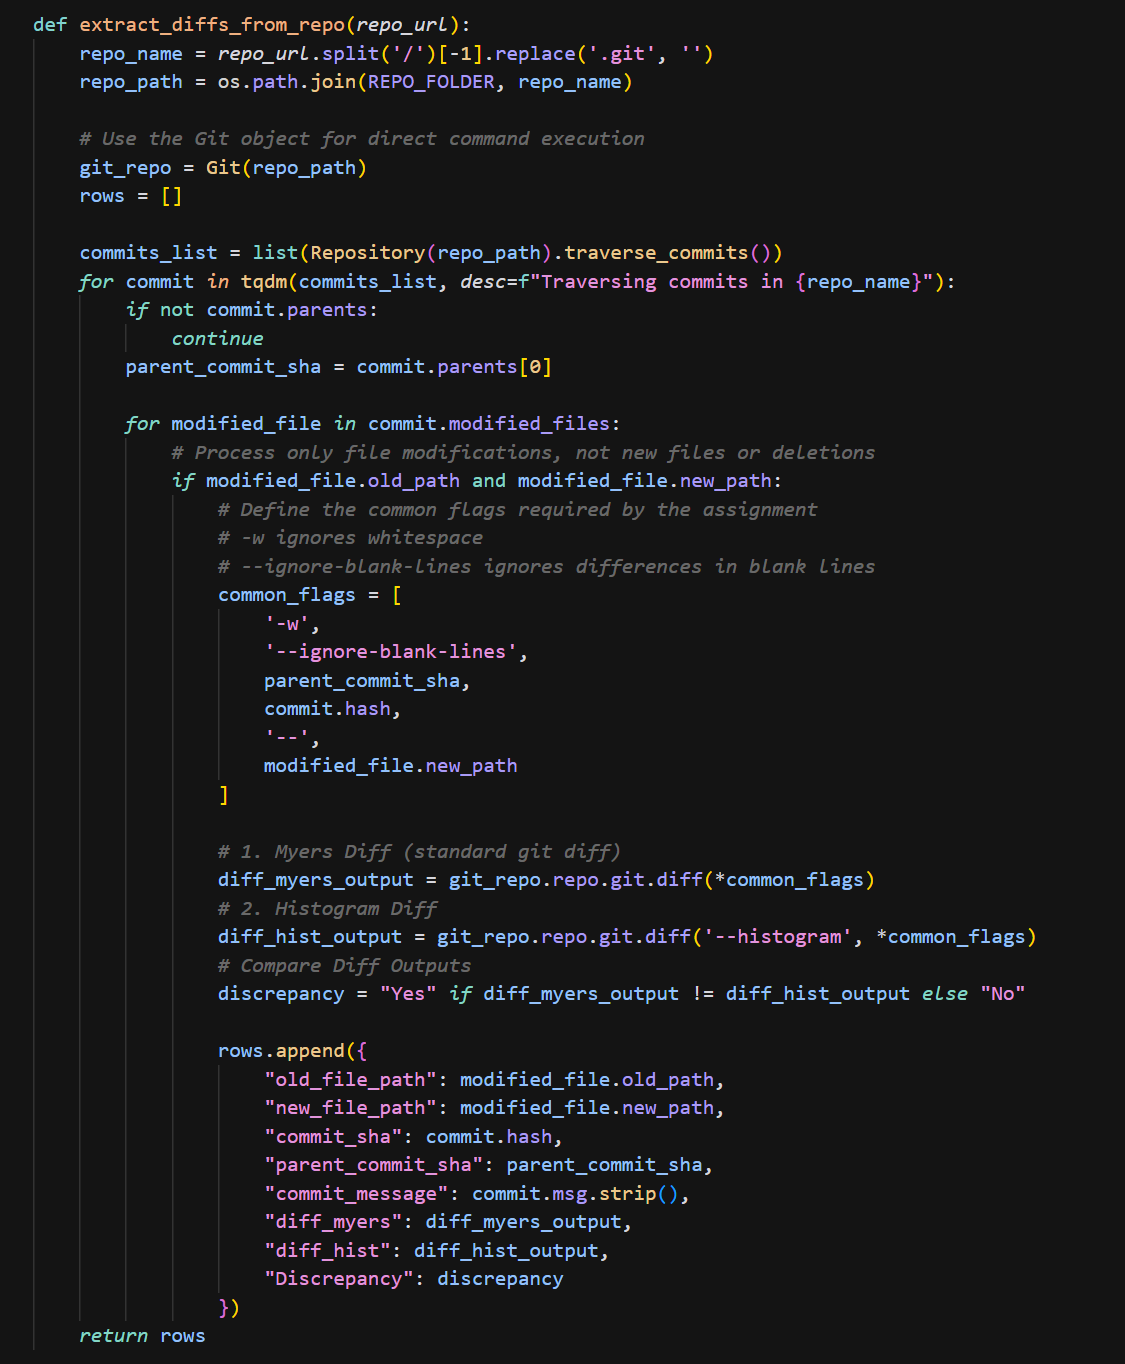 def extract_diffs_from_repo(repo_url):
    repo_name = repo_url.split('/')[-1].replace('.git', '')
    repo_path = os.path.join(REPO_FOLDER, repo_name)

    # Use the Git object for direct command execution
    git_repo = Git(repo_path)
    rows = []

    commits_list = list(Repository(repo_path).traverse_commits())
    for commit in tqdm(commits_list, desc=f"Traversing commits in {repo_name}"):
        if not commit.parents:
            continue
        parent_commit_sha = commit.parents[0]

        for modified_file in commit.modified_files:
            # Process only file modifications, not new files or deletions
            if modified_file.old_path and modified_file.new_path:
                # Define the common flags required by the assignment
                # -w ignores whitespace
                # --ignore-blank-lines ignores differences in blank lines
                common_flags = [
                    '-w',
                    '--ignore-blank-lines',
                    parent_commit_sha,
                    commit.hash,
                    '--',
                    modified_file.new_path
                ]

                # 1. Myers Diff (standard git diff)
                diff_myers_output = git_repo.repo.git.diff(*common_flags)
                # 2. Histogram Diff
                diff_hist_output = git_repo.repo.git.diff('--histogram', *common_flags)
                # Compare Diff Outputs
                discrepancy = "Yes" if diff_myers_output != diff_hist_output else "No"

                rows.append({
                    "old_file_path": modified_file.old_path,
                    "new_file_path": modified_file.new_path,
                    "commit_sha": commit.hash,
                    "parent_commit_sha": parent_commit_sha,
                    "commit_message": commit.msg.strip(),
                    "diff_myers": diff_myers_output,
                    "diff_hist": diff_hist_output,
                    "Discrepancy": discrepancy
                })
    return rows